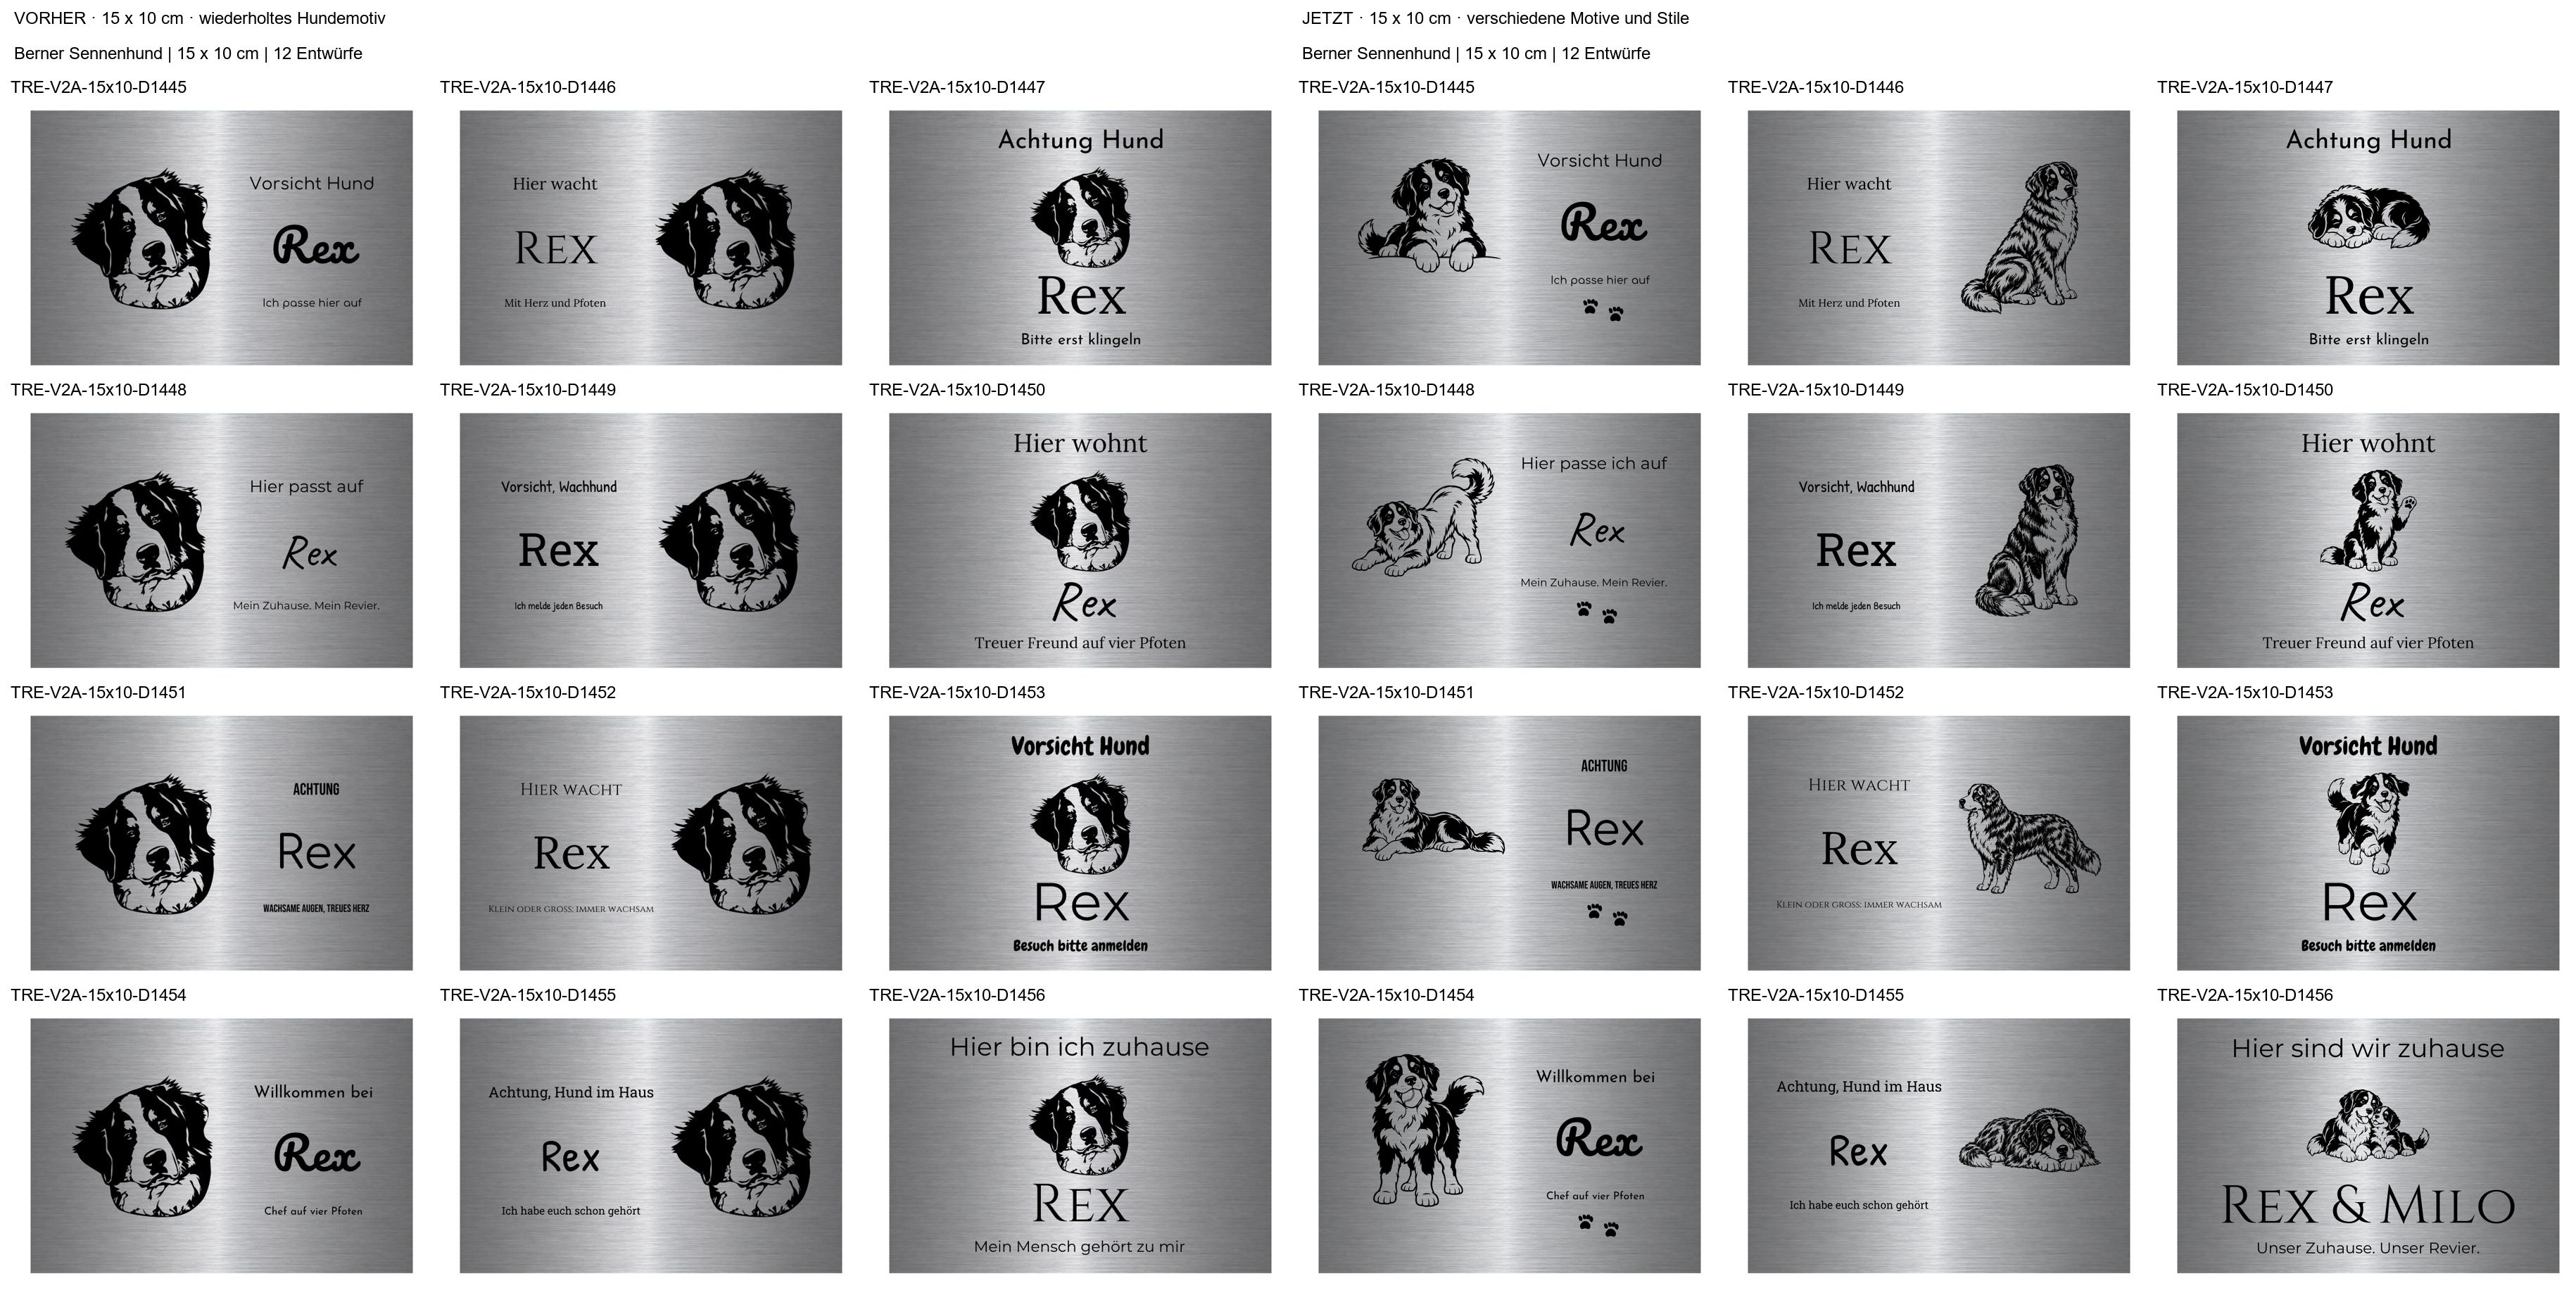 VORHER · 15 x 10 cm · wiederholtes Hundemotiv
Berner Sennenhund | 15 x 10 cm | 12 Entwürfe
TRE-V2A-15x10-D1445
Vorsicht Hund
Rex
Ich passe hier auf
TRE-V2A-15x10-D1446
Hier wacht
REX
Mit Herz und Pfoten
TRE-V2A-15x10-D1447
Achtung Hund
Rex
Bitte erst klingeln
TRE-V2A-15x10-D1448
Hier passt auf
Rex
Mein Zuhause. Mein Revier.
TRE-V2A-15x10-D1449
Vorsicht, Wachhund
Rex
Ich melde jeden Besuch
TRE-V2A-15x10-D1450
Hier wohnt
Rex
Treuer Freund auf vier Pfoten
TRE-V2A-15x10-D1451
ACHTUNG
Rex
WACHSAME AUGEN, TREUES HERZ
TRE-V2A-15x10-D1452
HIER WACHT
Rex
KLEIN ODER GROSS: IMMER WACHSAM
TRE-V2A-15x10-D1453
Vorsicht Hund
Rex
Besuch bitte anmelden
TRE-V2A-15x10-D1454
Willkommen bei
Rex
Chef auf vier Pfoten
TRE-V2A-15x10-D1455
Achtung, Hund im Haus
Rex
Ich habe euch schon gehört
TRE-V2A-15x10-D1456
Hier bin ich zuhause
REX
Mein Mensch gehört zu mir
JETZT · 15 x 10 cm · verschiedene Motive und Stile
Berner Sennenhund | 15 x 10 cm | 12 Entwürfe
TRE-V2A-15x10-D1445
Vorsicht Hund
Rex
Ich passe hier auf
TRE-V2A-15x10-D1446
Hier wacht
REX
Mit Herz und Pfoten
TRE-V2A-15x10-D1447
Achtung Hund
Rex
Bitte erst klingeln
TRE-V2A-15x10-D1448
Hier passe ich auf
Rex
Mein Zuhause. Mein Revier.
TRE-V2A-15x10-D1449
Vorsicht, Wachhund
Rex
Ich melde jeden Besuch
TRE-V2A-15x10-D1450
Hier wohnt
Rex
Treuer Freund auf vier Pfoten
TRE-V2A-15x10-D1451
ACHTUNG
Rex
WACHSAME AUGEN, TREUES HERZ
TRE-V2A-15x10-D1452
HIER WACHT
Rex
KLEIN ODER GROSS: IMMER WACHSAM
TRE-V2A-15x10-D1453
Vorsicht Hund
Rex
Besuch bitte anmelden
TRE-V2A-15x10-D1454
Willkommen bei
Rex
Chef auf vier Pfoten
TRE-V2A-15x10-D1455
Achtung, Hund im Haus
Rex
Ich habe euch schon gehört
TRE-V2A-15x10-D1456
Hier sind wir zuhause
REX & MILO
Unser Zuhause. Unser Revier.